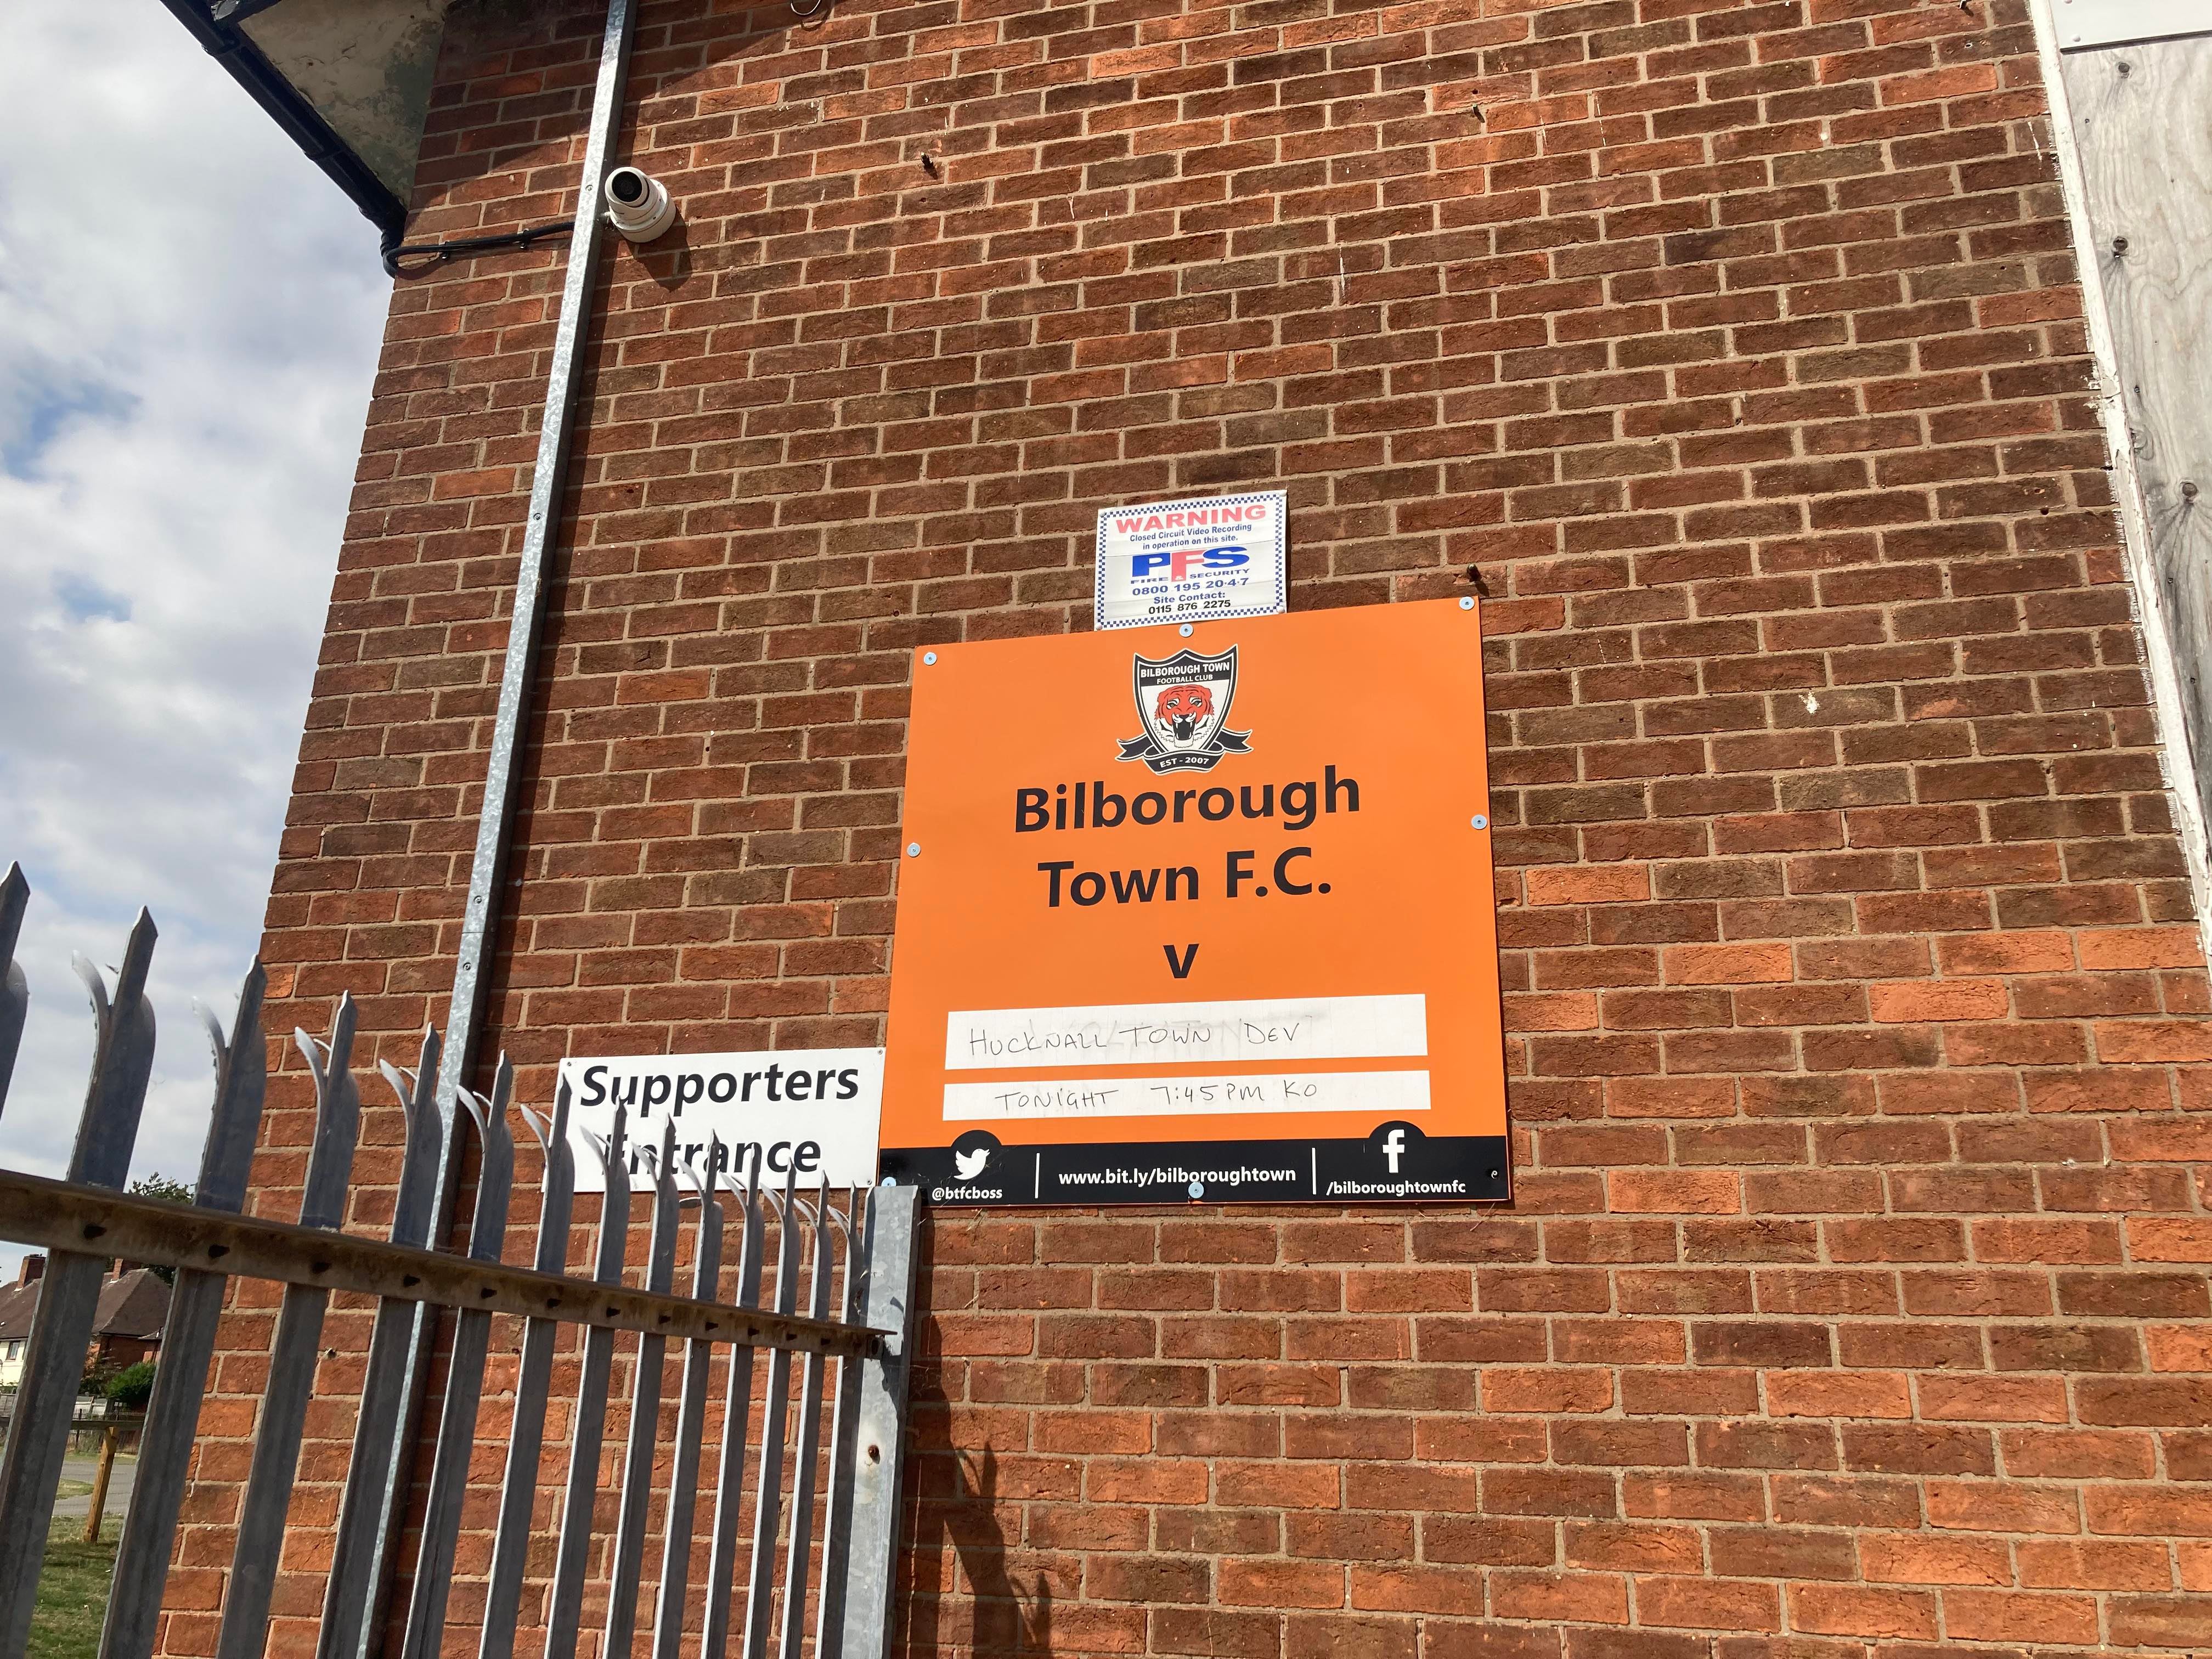 WARNING
Closed Circuit Video Recording
in operation on this site.
PFS
FIRE & SECURITY
0800 195 20-4-7
Site Contact:
0115 876 2275
BILBOROUGH TOWN
FOOTBALL CLUB
EST - 2007
Bilborough
Town F.C.
v
HUCKNALL TOWN DEV
TONIGHT 7:45PM KO
@btfcboss
www.bit.ly/bilboroughtown
/bilboroughtownfc
Supporters
Entrance